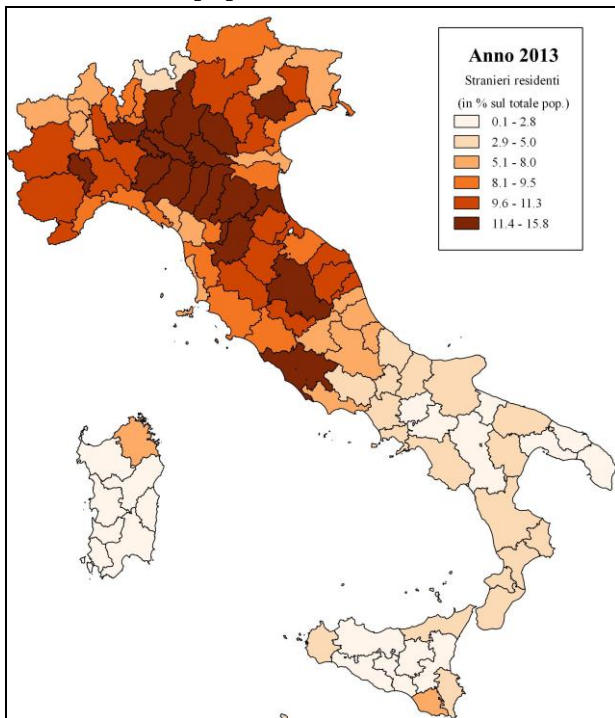 Anno 2013
Stranieri residenti
(in % sul totale pop.)
0.1 - 2.8
2.9 - 5.0
5.1 - 8.0
8.1 - 9.5
9.6 - 11.3
11.4 - 15.8